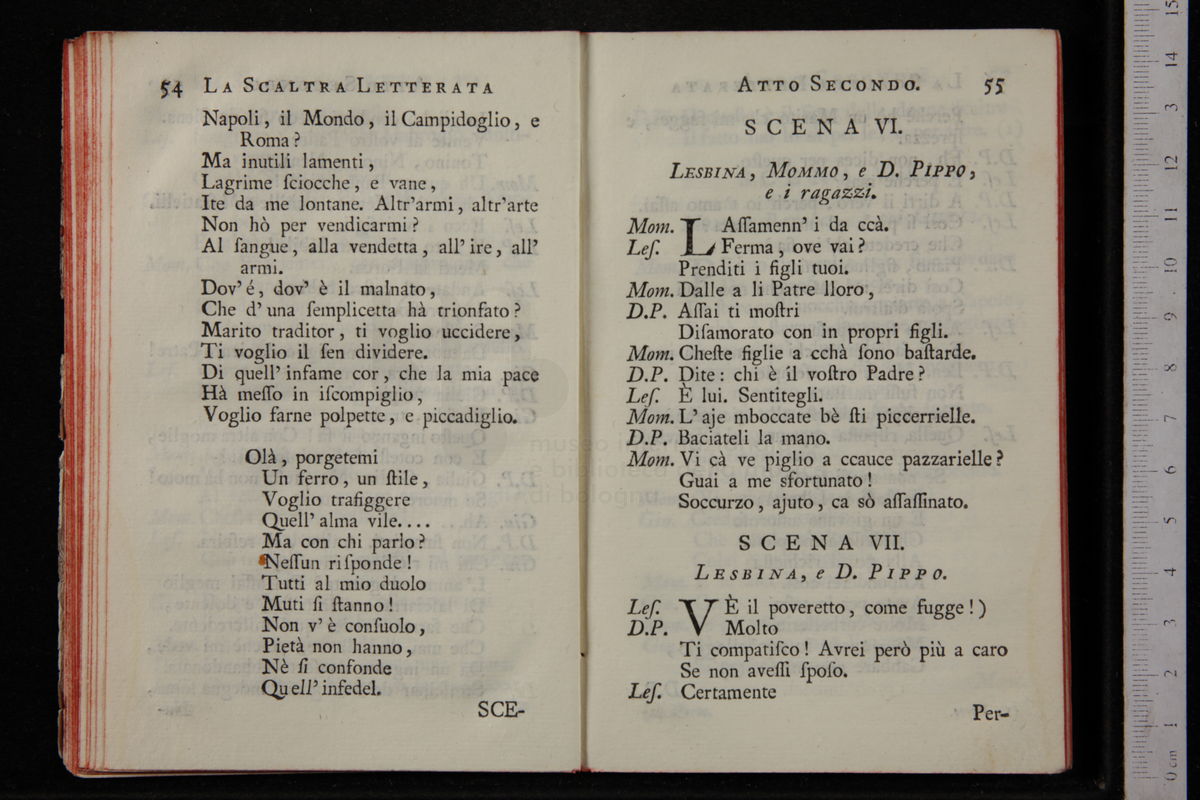 54 LA SCALTRA LETTERATA
Napoli, il Mondo, il Campidoglio, e
Roma?
Ma inutili lamenti,
Lagrime ſciocche, e vane,
Ite da me lontane. Altr'armi, altr'arte
Non hò per vendicarmi?
Al ſangue, alla vendetta, all' ire, all'
armi.
Dov' é, dov' è il malnato,
Che d' una ſemplicetta hà trionfato?
Marito traditor, ti voglio uccidere,
Ti voglio il ſen dividere.
Di quell' infame cor, che la mia pace
Hà meſſo in iſcompiglio,
Voglio farne polpette, e piccadiglio.
Olà, porgetemi
Un ferro, un ſtile,
Voglio trafiggere
Quell' alma vile....
Ma con chi parlo?
Neſſun riſponde!
Tutti al mio duolo
Muti ſi ſtanno!
Non v' è conſuolo,
Pietà non hanno,
Nè ſi confonde
Quell' infedel.
SCE-
ATTO SECONDO. 55
SCENA VI.
LESBINA, MOMMO, e D. PIPPO,
e i ragazzi.
Mom. LAſſamenn' i da ccà.
Leſ. Ferma, ove vai?
Prenditi i figli tuoi.
Mom. Dalle a li Patre lloro,
D.P. Aſſai ti moſtri
Diſamorato con in propri figli.
Mom. Cheſte figlie a cchà ſono baſtarde.
D.P. Dite: chi è il voſtro Padre?
Leſ. È lui. Sentitegli.
Mom. L' aje mboccate bè ſti piccerrielle.
D.P. Baciateli la mano.
Mom. Vi cà ve piglio a ccauce pazzarielle?
Guai a me sfortunato!
Soccurzo, ajuto, ca sò aſſaſſinato.
SCENA VII.
LESBINA, e D. PIPPO.
Leſ. VÈ il poveretto, come fugge!)
D.P. Molto
Ti compatiſco! Avrei però più a caro
Se non aveſſi ſpoſo.
Leſ. Certamente
Per-